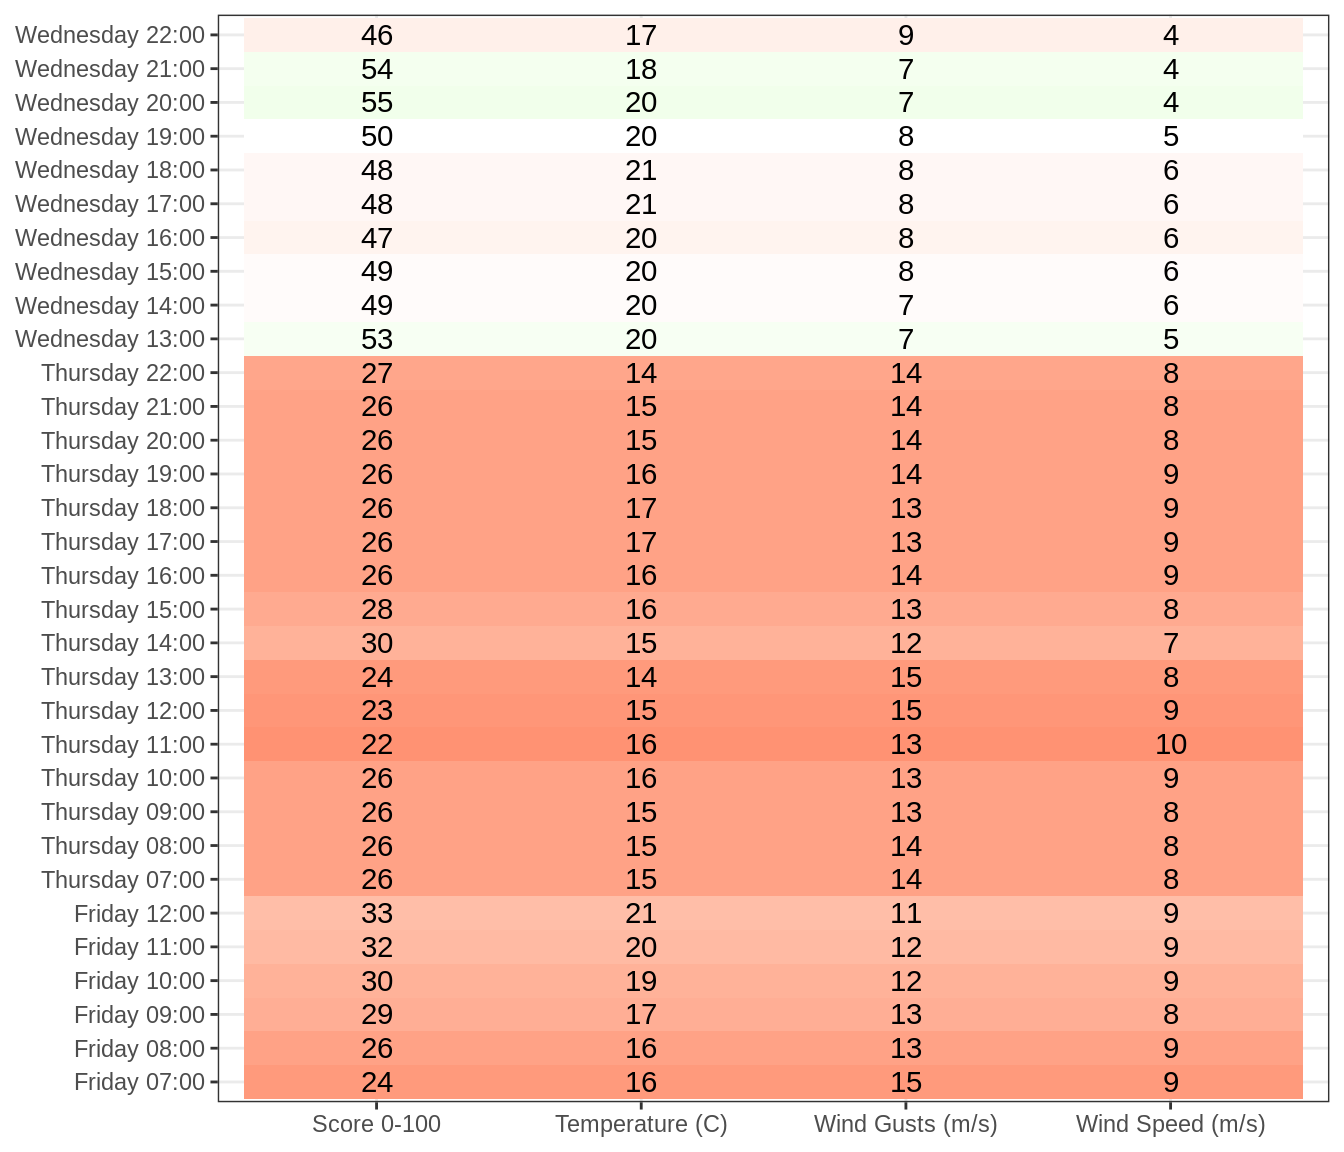 Wednesday 22:00 46 17 9 4
Wednesday 21:00 54 18 7 4
Wednesday 20:00 55 20 7 4
Wednesday 19:00 50 20 8 5
Wednesday 18:00 48 21 8 6
Wednesday 17:00 48 21 8 6
Wednesday 16:00 47 20 8 6
Wednesday 15:00 49 20 8 6
Wednesday 14:00 49 20 7 6
Wednesday 13:00 53 20 7 5
Thursday 22:00 27 14 14 8
Thursday 21:00 26 15 14 8
Thursday 20:00 26 15 14 8
Thursday 19:00 26 16 14 9
Thursday 18:00 26 17 13 9
Thursday 17:00 26 17 13 9
Thursday 16:00 26 16 14 9
Thursday 15:00 28 16 13 8
Thursday 14:00 30 15 12 7
Thursday 13:00 24 14 15 8
Thursday 12:00 23 15 15 9
Thursday 11:00 22 16 13 10
Thursday 10:00 26 16 13 9
Thursday 09:00 26 15 13 8
Thursday 08:00 26 15 14 8
Thursday 07:00 26 15 14 8
Friday 12:00 33 21 11 9
Friday 11:00 32 20 12 9
Friday 10:00 30 19 12 9
Friday 09:00 29 17 13 8
Friday 08:00 26 16 13 9
Friday 07:00 24 16 15 9
Score 0-100 Temperature (C) Wind Gusts (m/s) Wind Speed (m/s)